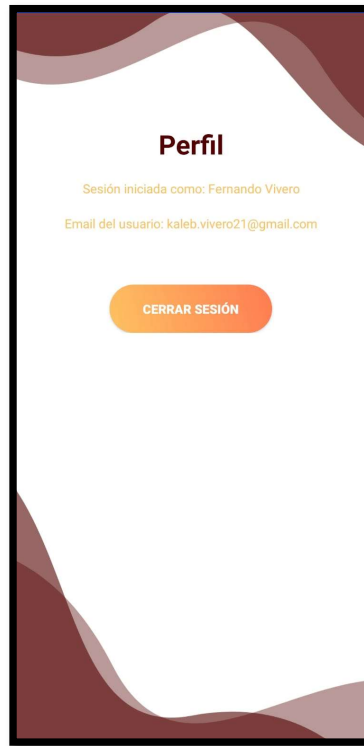 Perfil
Sesión iniciada como: Fernando Vivero
Email del usuario: kaleb.vivero21@gmail.com
CERRAR SESIÓN